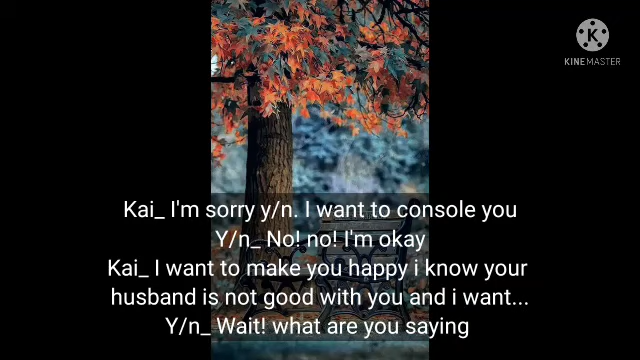 K
KINEMASTER
Kai_ I'm sorry y/n. I want to console you
Y/n_ No! no! I'm okay
Kai_ I want to make you happy i know your
husband is not good with you and i want...
Y/n_ Wait! what are you saying